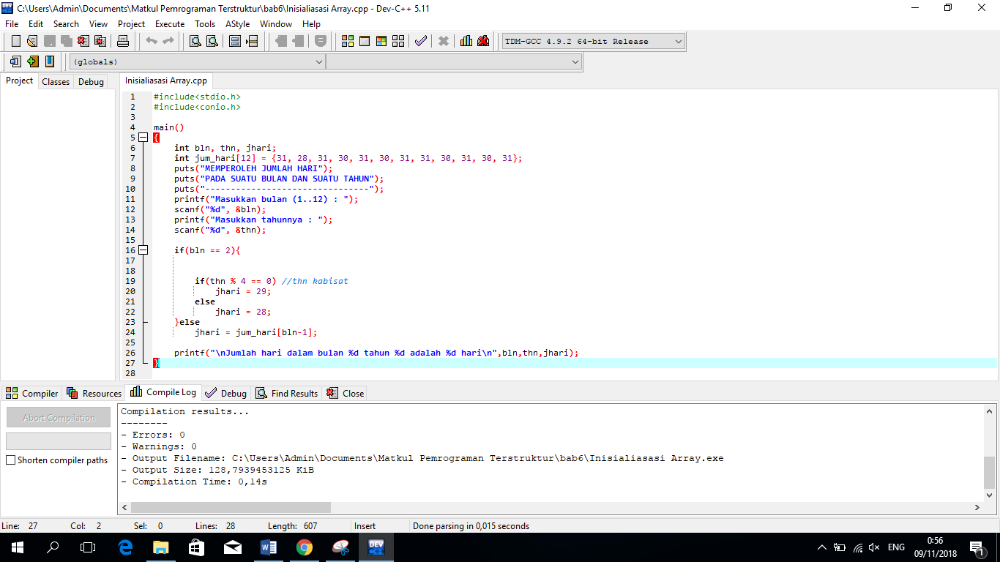 C:\Users\Admin\Documents\Matkul Pemrograman Terstruktur\bab6\Inisialiasasi Array.cpp - Dev-C++ 5.11
File Edit Search View Project Execute Tools AStyle Window Help
TDM-GCC 4.9.2 64-bit Release
(globals)
Project Classes Debug
Inisialiasasi Array.cpp
1 #include<stdio.h>
2 #include<conio.h>
3
4 main()
5 {
6 int bln, thn, jhari;
7 int jum_hari[12] = {31, 28, 31, 30, 31, 30, 31, 31, 30, 31, 30, 31};
8 puts("MEMPEROLEH JUMLAH HARI");
9 puts("PADA SUATU BULAN DAN SUATU TAHUN");
10 puts("--------------------------------");
11 printf("Masukkan bulan (1..12) : ");
12 scanf("%d", &bln);
13 printf("Masukkan tahunnya : ");
14 scanf("%d", &thn);
15
16 if(bln == 2){
17
18
19 if(thn % 4 == 0) //thn kabisat
20 jhari = 29;
21 else
22 jhari = 28;
23 }else
24 jhari = jum_hari[bln-1];
25
26 printf("\nJumlah hari dalam bulan %d tahun %d adalah %d hari\n",bln,thn,jhari);
27 }
28
Compiler Resources Compile Log Debug Find Results Close
Abort Compilation
Shorten compiler paths
Compilation results...
--------
- Errors: 0
- Warnings: 0
- Output Filename: C:\Users\Admin\Documents\Matkul Pemrograman Terstruktur\bab6\Inisialiasasi Array.exe
- Output Size: 128,7939453125 KiB
- Compilation Time: 0,14s
Line: 27 Col: 2 Sel: 0 Lines: 28 Length: 607 Insert Done parsing in 0,015 seconds
DEV
ENG
0:56
09/11/2018
1